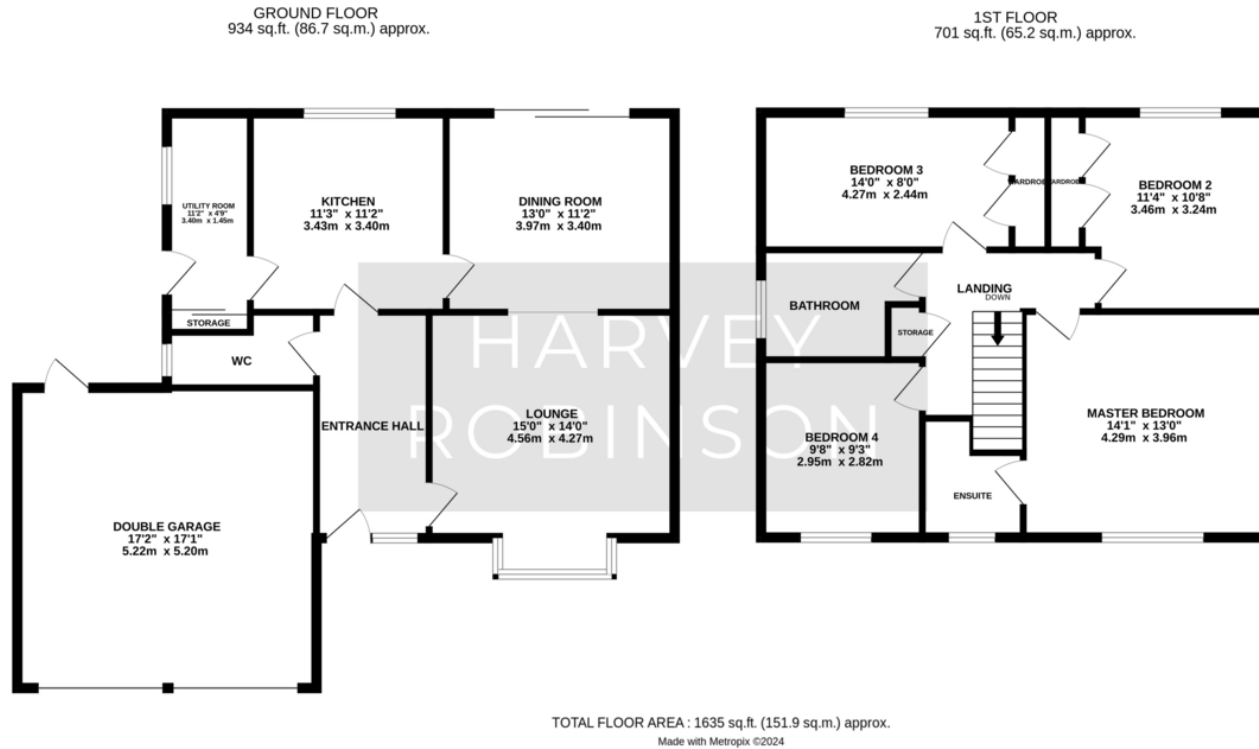 GROUND FLOOR
934 sq.ft. (86.7 sq.m.) approx.
UTILITY ROOM
11'2" x 4'9"
3.40m x 1.45m
KITCHEN
11'3" x 11'2"
3.43m x 3.40m
DINING ROOM
13'0" x 11'2"
3.97m x 3.40m
STORAGE
WC
ENTRANCE HALL
LOUNGE
15'0" x 14'0"
4.56m x 4.27m
DOUBLE GARAGE
17'2" x 17'1"
5.22m x 5.20m
HARVEY
ROBINSON
1ST FLOOR
701 sq.ft. (65.2 sq.m.) approx.
BEDROOM 3
14'0" x 8'0"
4.27m x 2.44m
BEDROOM 2
11'4" x 10'8"
3.46m x 3.24m
LANDING
DOWN
BATHROOM
STORAGE
MASTER BEDROOM
14'1" x 13'0"
4.29m x 3.96m
BEDROOM 4
9'8" x 9'3"
2.95m x 2.82m
ENSUITE
TOTAL FLOOR AREA : 1635 sq.ft. (151.9 sq.m.) approx.
Made with Metropix ©2024